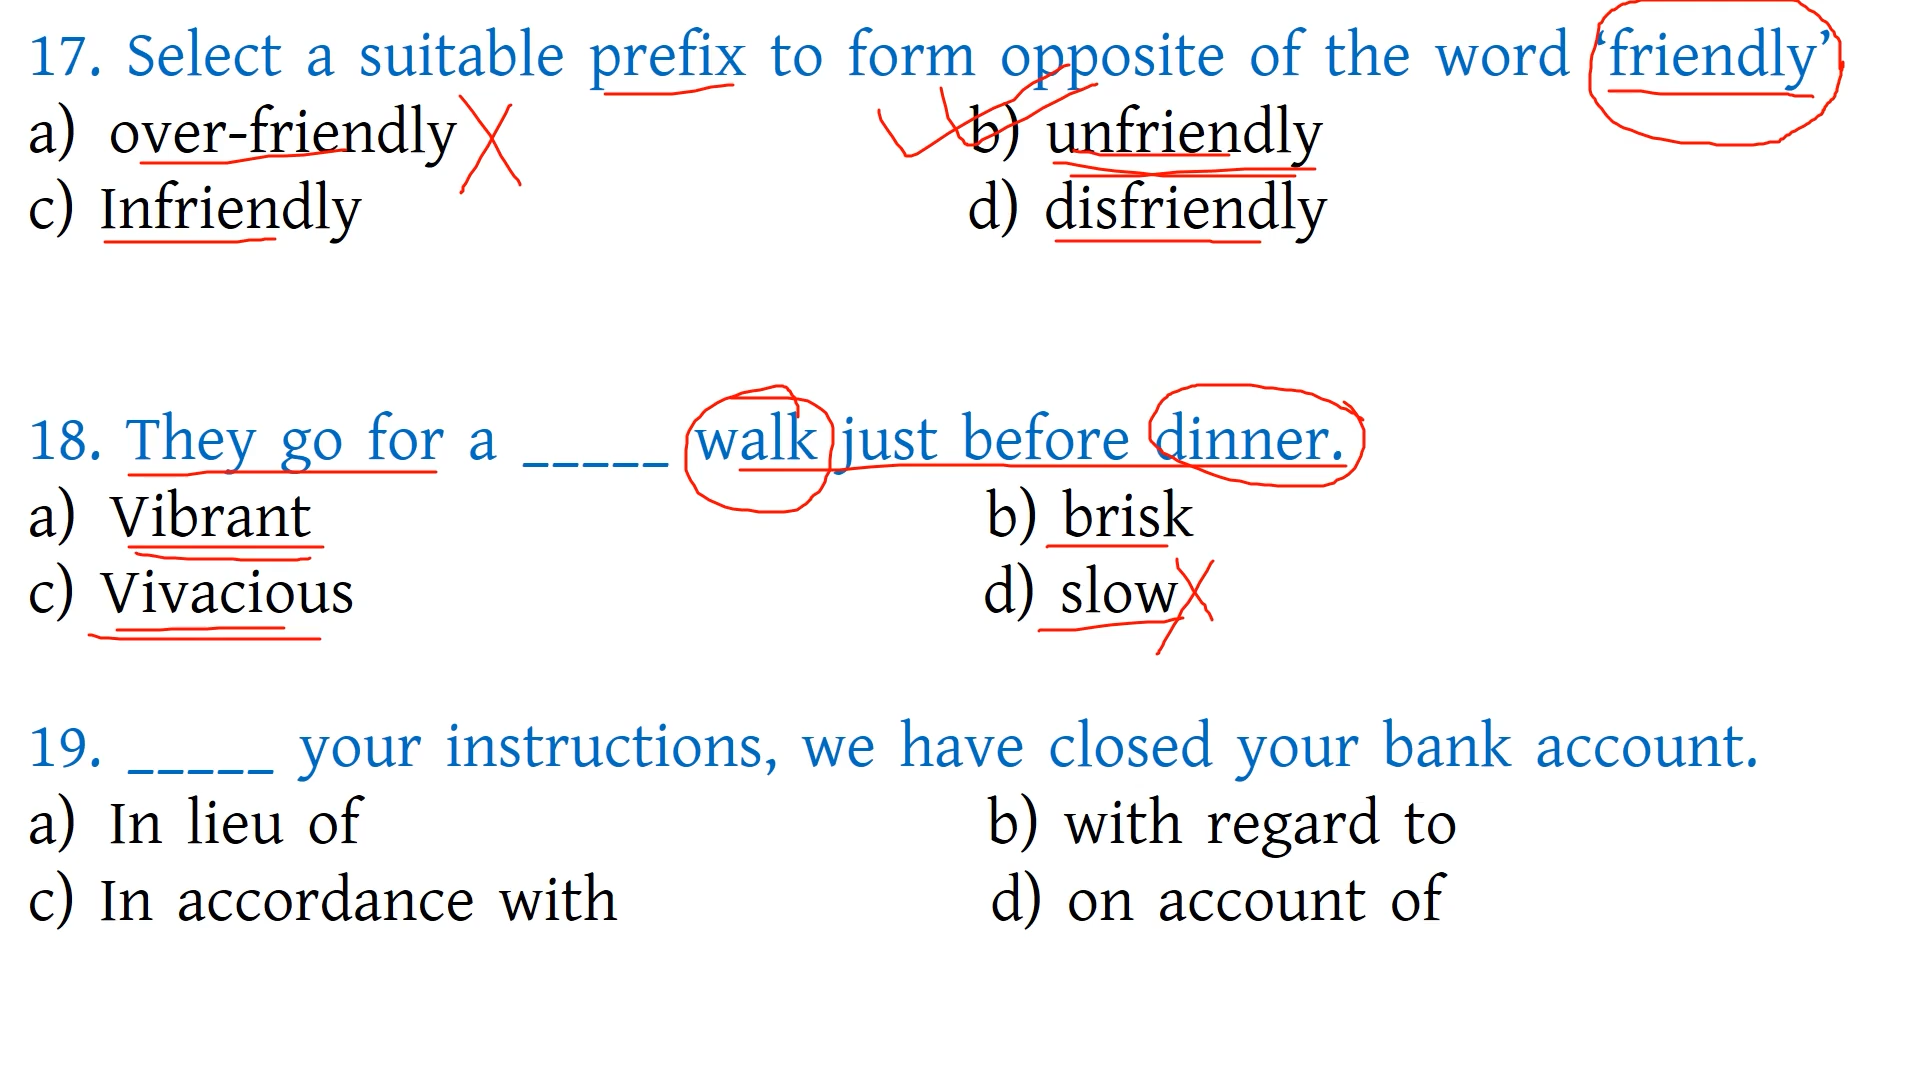 17. Select a suitable prefix to form opposite of the word ‘friendly’
a) over-friendly b) unfriendly
c) Infriendly d) disfriendly
18. They go for a _____ walk just before dinner.
a) Vibrant b) brisk
c) Vivacious d) slow
19. _____ your instructions, we have closed your bank account.
a) In lieu of b) with regard to
c) In accordance with d) on account of